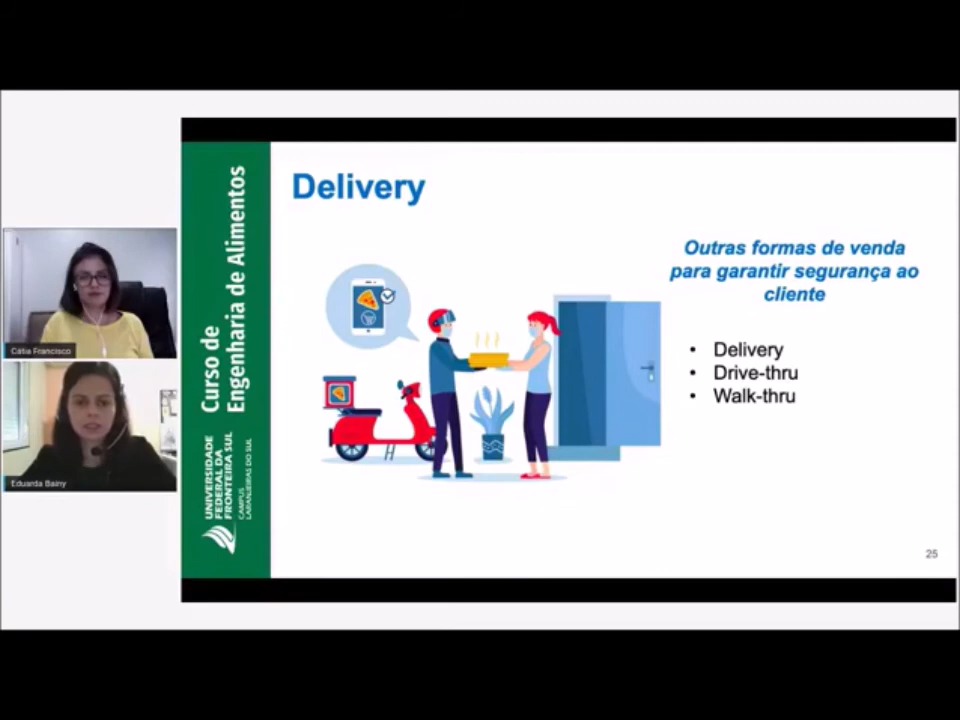 Delivery
Outras formas de venda
para garantir segurança ao
cliente
• Delivery
• Drive-thru
• Walk-thru
25
Curso de
Engenharia de Alimentos
UNIVERSIDADE
FEDERAL DA
FRONTEIRA SUL
CAMPUS
LARANJEIRAS DO SUL
Cátia Francisco
Eduarda Bainy